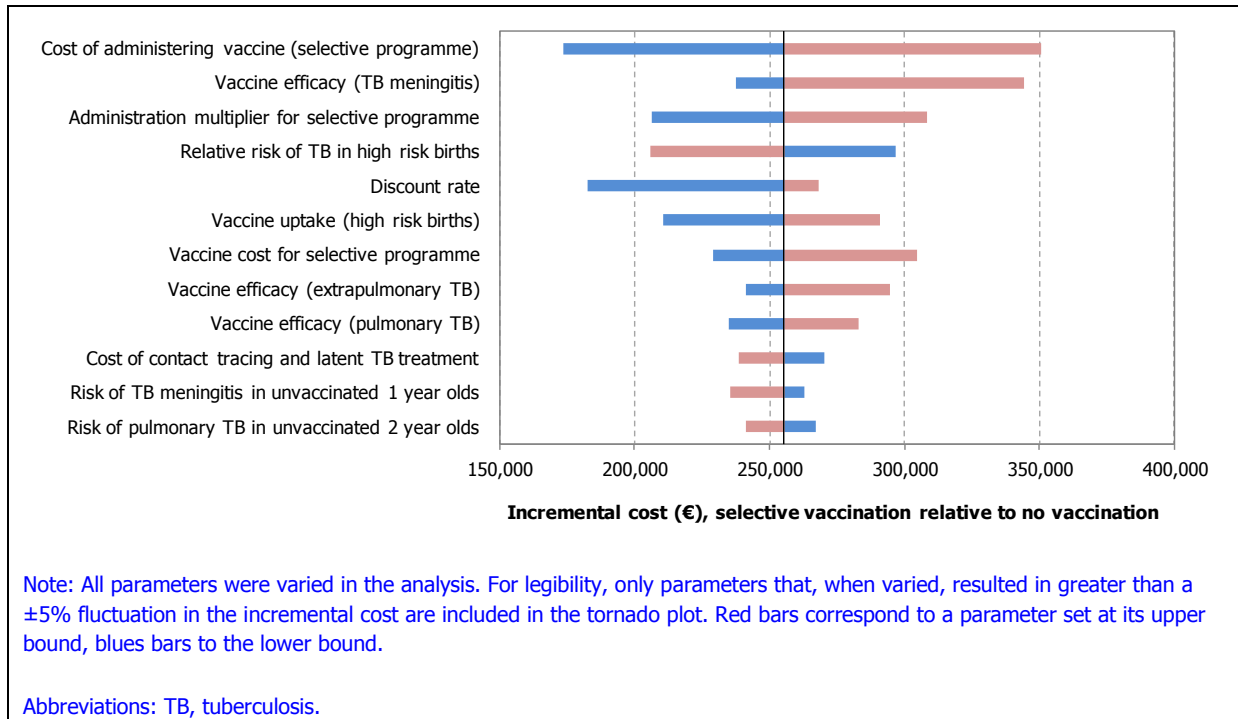 Cost of administering vaccine (selective programme)
Vaccine efficacy (TB meningitis)
Administration multiplier for selective programme
Relative risk of TB in high risk births
Discount rate
Vaccine uptake (high risk births)
Vaccine cost for selective programme
Vaccine efficacy (extrapulmonary TB)
Vaccine efficacy (pulmonary TB)
Cost of contact tracing and latent TB treatment
Risk of TB meningitis in unvaccinated 1 year olds
Risk of pulmonary TB in unvaccinated 2 year olds
150,000 200,000 250,000 300,000 350,000 400,000
Incremental cost (€), selective vaccination relative to no vaccination
Note: All parameters were varied in the analysis. For legibility, only parameters that, when varied, resulted in greater than a
±5% fluctuation in the incremental cost are included in the tornado plot. Red bars correspond to a parameter set at its upper
bound, blues bars to the lower bound.
Abbreviations: TB, tuberculosis.